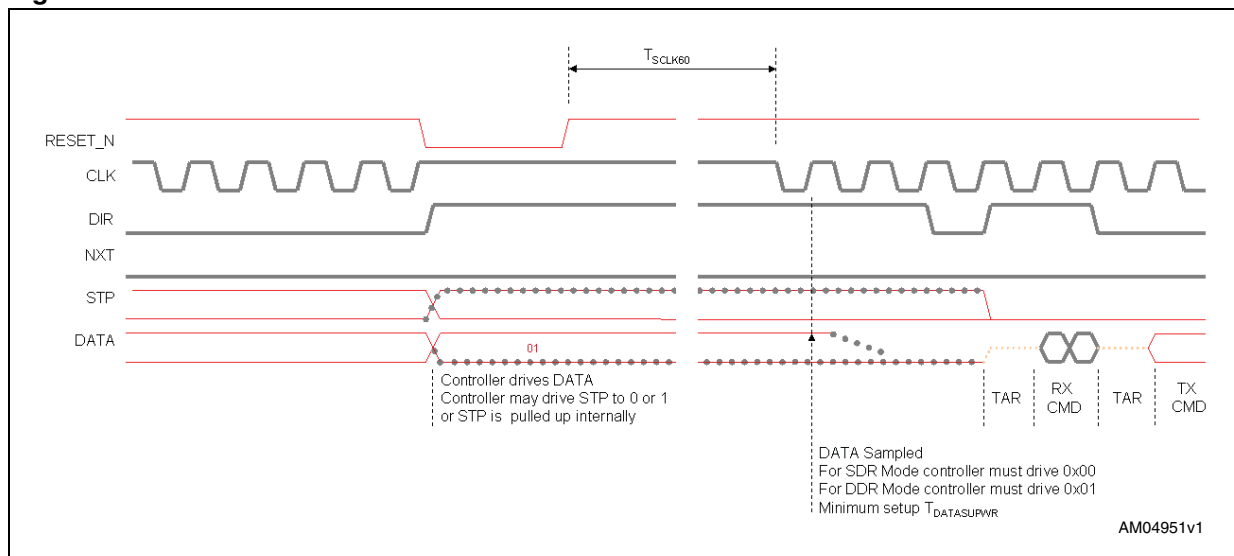 T_SCLK60
RESET_N
CLK
DIR
NXT
STP
DATA
01
Controller drives DATA
Controller may drive STP to 0 or 1
or STP is pulled up internally
TAR
RX
CMD
TAR
TX
CMD
DATA Sampled
For SDR Mode controller must drive 0x00
For DDR Mode controller must drive 0x01
Minimum setup T_DATASUPWR
AM04951v1